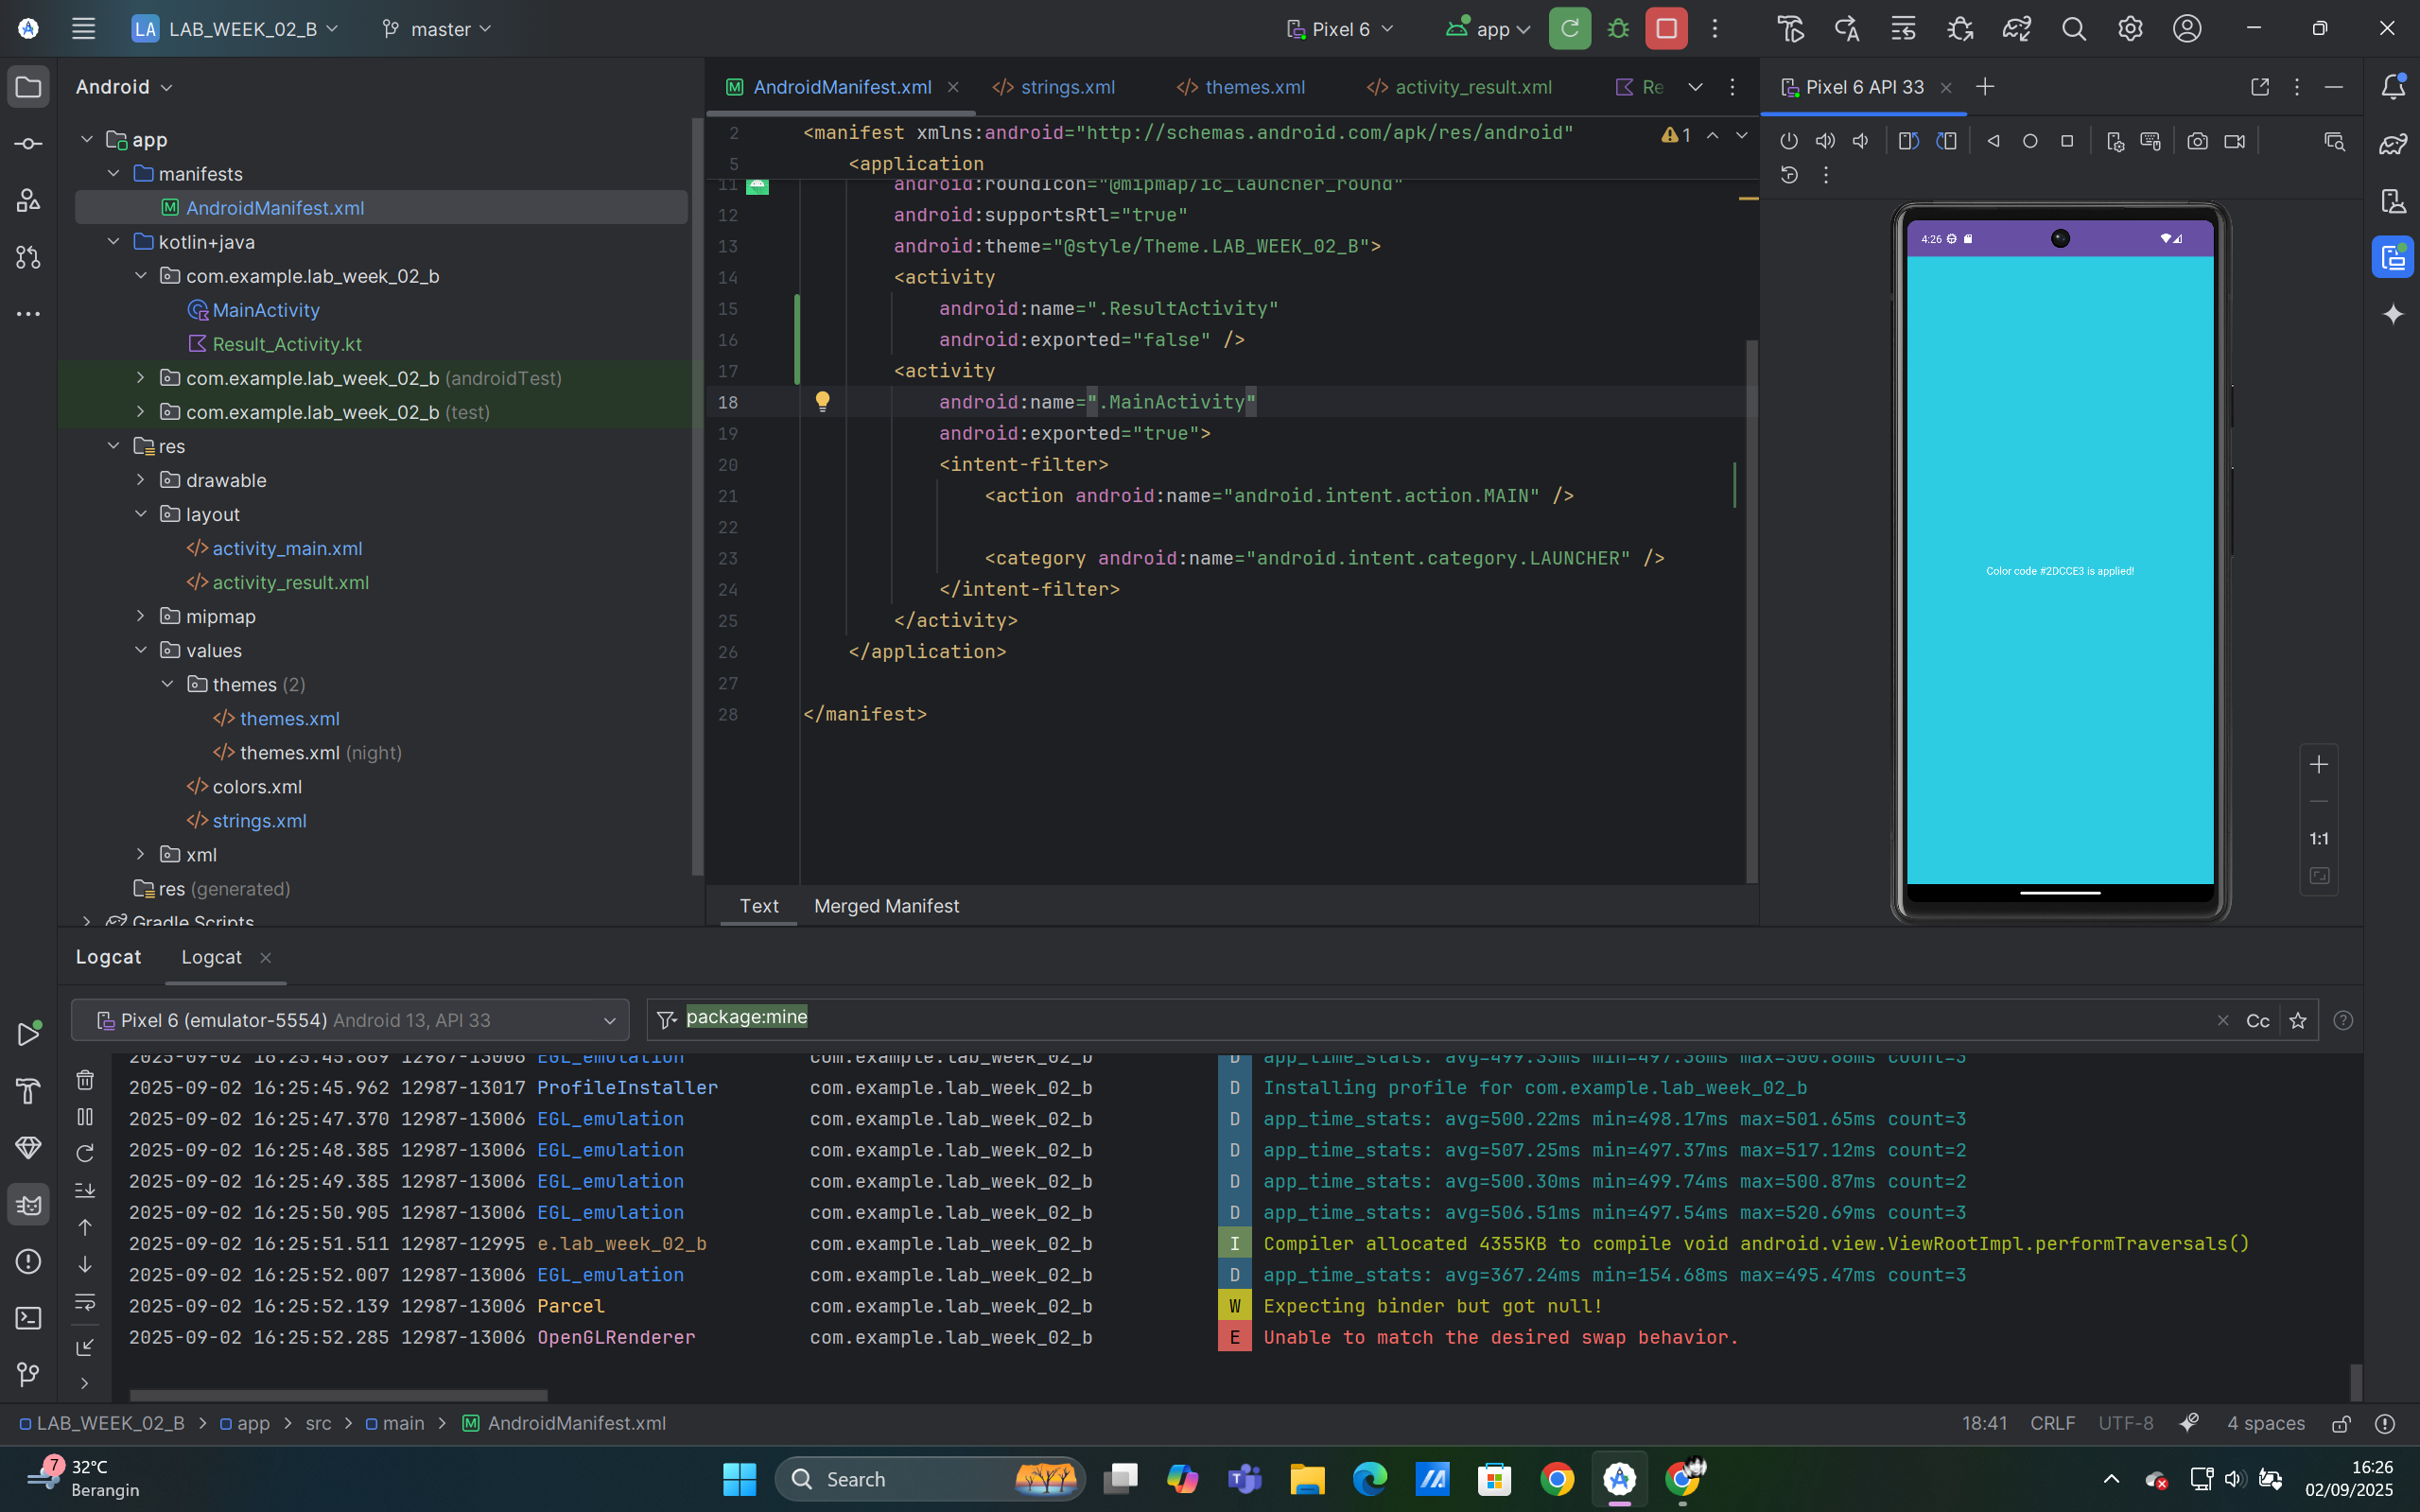 LA LAB_WEEK_02_B master Pixel 6 app
Android
app
manifests
AndroidManifest.xml
kotlin+java
com.example.lab_week_02_b
MainActivity
Result_Activity.kt
com.example.lab_week_02_b (androidTest)
com.example.lab_week_02_b (test)
res
drawable
layout
activity_main.xml
activity_result.xml
mipmap
values
themes (2)
themes.xml
themes.xml (night)
colors.xml
strings.xml
xml
res (generated)
Gradle Scripts
AndroidManifest.xml strings.xml themes.xml activity_result.xml Re
2 <manifest xmlns:android="http://schemas.android.com/apk/res/android" 1
5 <application
11 android:roundIcon="@mipmap/ic_launcher_round"
12 android:supportsRtl="true"
13 android:theme="@style/Theme.LAB_WEEK_02_B">
14 <activity
15 android:name=".ResultActivity"
16 android:exported="false" />
17 <activity
18 android:name=".MainActivity"
19 android:exported="true">
20 <intent-filter>
21 <action android:name="android.intent.action.MAIN" />
22
23 <category android:name="android.intent.category.LAUNCHER" />
24 </intent-filter>
25 </activity>
26 </application>
27
28 </manifest>
Text Merged Manifest
Pixel 6 API 33
4:26
Color code #2DCCE3 is applied!
1:1
Logcat Logcat
Pixel 6 (emulator-5554) Android 13, API 33 package:mine Cc
2025-09-02 16:25:45.869 12987-13006 EGL_emulation com.example.lab_week_02_b D app_time_stats: avg=499.33ms min=497.36ms max=500.86ms count=3
2025-09-02 16:25:45.962 12987-13017 ProfileInstaller com.example.lab_week_02_b D Installing profile for com.example.lab_week_02_b
2025-09-02 16:25:47.370 12987-13006 EGL_emulation com.example.lab_week_02_b D app_time_stats: avg=500.22ms min=498.17ms max=501.65ms count=3
2025-09-02 16:25:48.385 12987-13006 EGL_emulation com.example.lab_week_02_b D app_time_stats: avg=507.25ms min=497.37ms max=517.12ms count=2
2025-09-02 16:25:49.385 12987-13006 EGL_emulation com.example.lab_week_02_b D app_time_stats: avg=500.30ms min=499.74ms max=500.87ms count=2
2025-09-02 16:25:50.905 12987-13006 EGL_emulation com.example.lab_week_02_b D app_time_stats: avg=506.51ms min=497.54ms max=520.69ms count=3
2025-09-02 16:25:51.511 12987-12995 e.lab_week_02_b com.example.lab_week_02_b I Compiler allocated 4355KB to compile void android.view.ViewRootImpl.performTraversals()
2025-09-02 16:25:52.007 12987-13006 EGL_emulation com.example.lab_week_02_b D app_time_stats: avg=367.24ms min=154.68ms max=495.47ms count=3
2025-09-02 16:25:52.139 12987-13006 Parcel com.example.lab_week_02_b W Expecting binder but got null!
2025-09-02 16:25:52.285 12987-13006 OpenGLRenderer com.example.lab_week_02_b E Unable to match the desired swap behavior.
LAB_WEEK_02_B > app > src > main > AndroidManifest.xml 18:41 CRLF UTF-8 4 spaces
7 32°C
Berangin
Search
16:26
02/09/2025